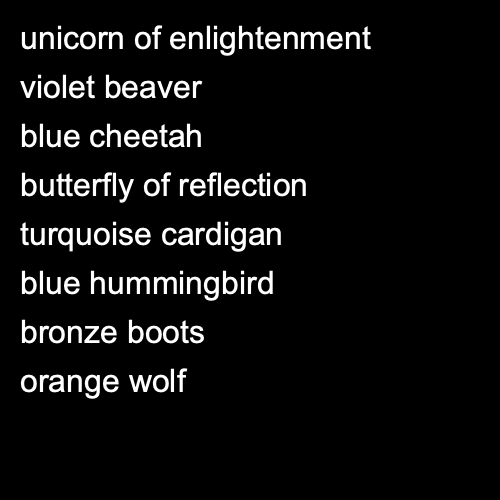 unicorn of enlightenment
violet beaver
blue cheetah
butterfly of reflection
turquoise cardigan
blue hummingbird
bronze boots
orange wolf